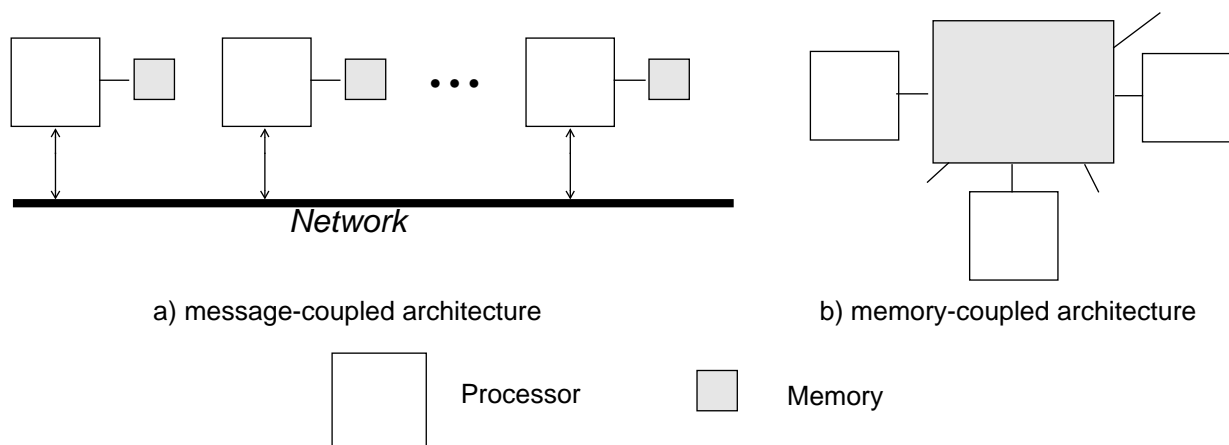 Network
a) message-coupled architecture
b) memory-coupled architecture
Processor
Memory